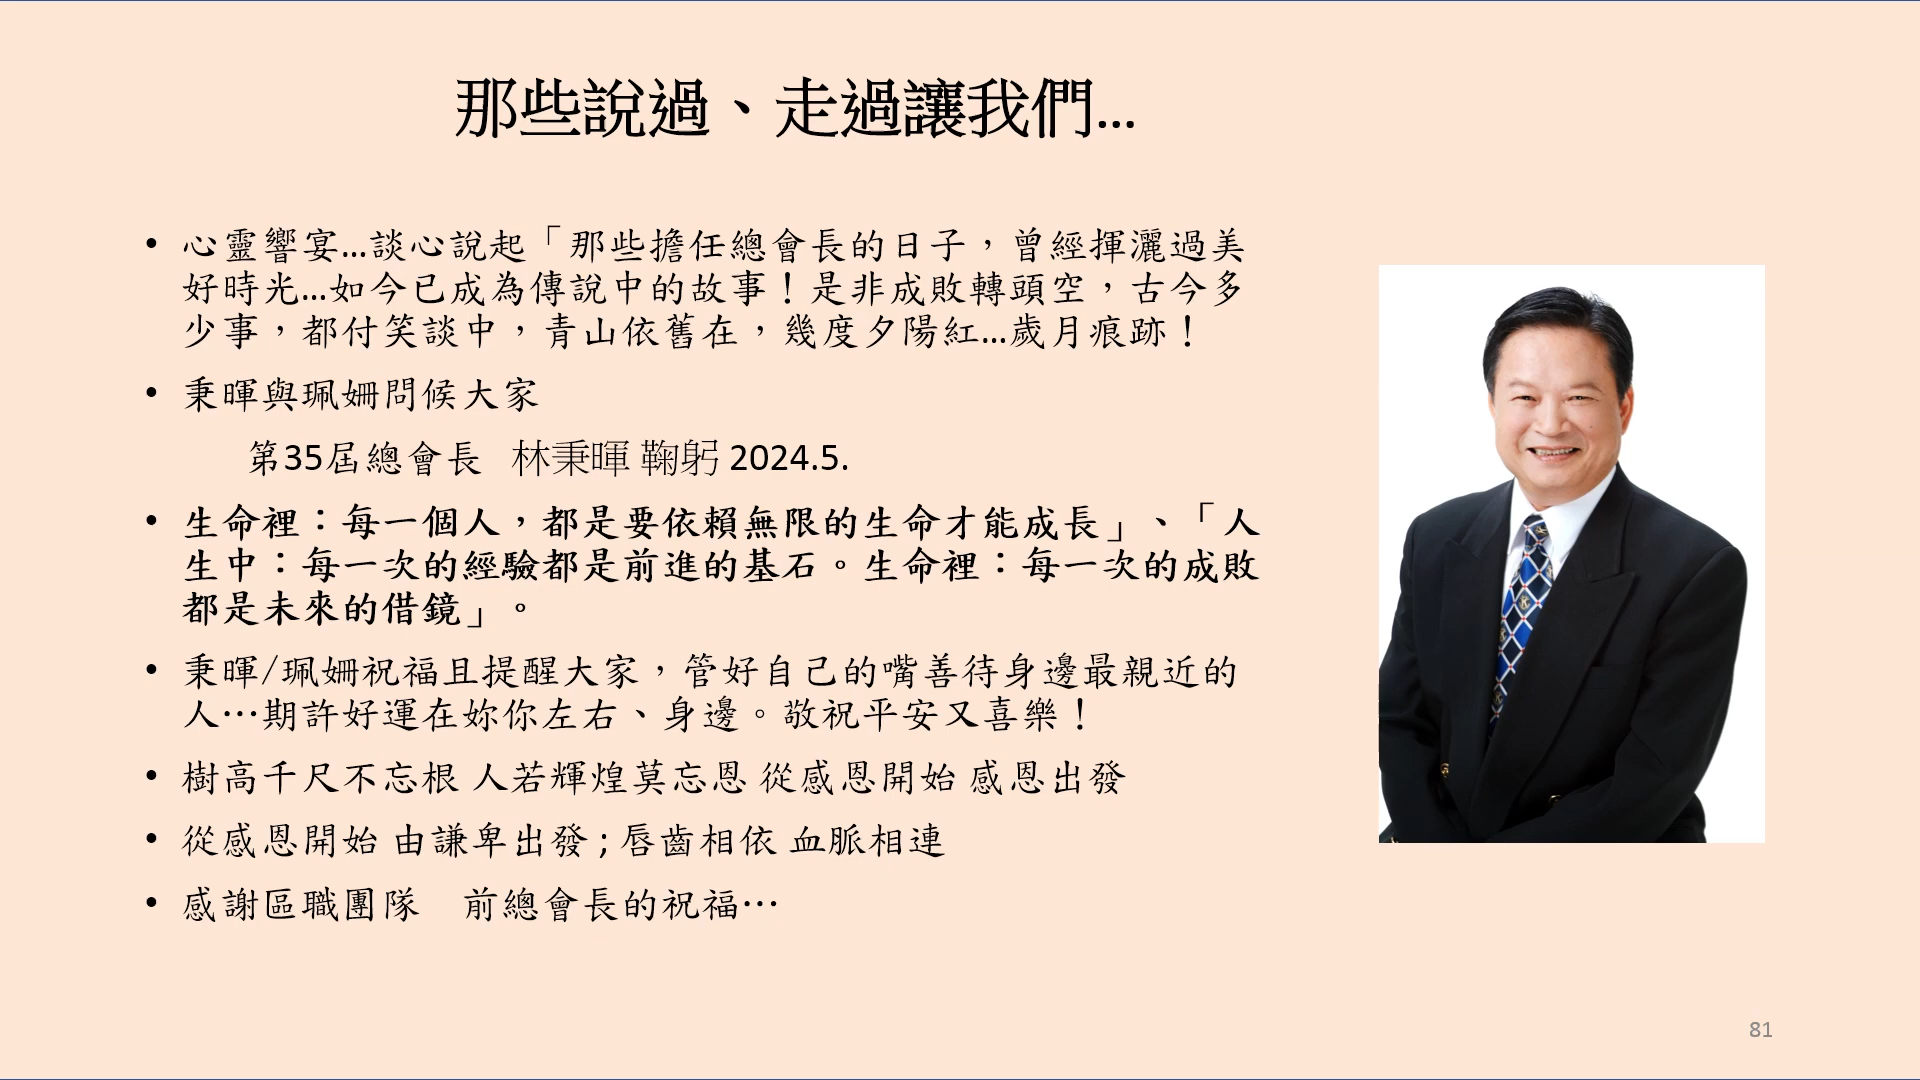 那些說過、走過讓我們…
• 心靈響宴…談心說起「那些擔任總會長的日子，曾經揮灑過美
好時光…如今已成為傳說中的故事！是非成敗轉頭空，古今多
少事，都付笑談中，青山依舊在，幾度夕陽紅…歲月痕跡！
• 秉暉與珮姍問候大家
第35屆總會長 林秉暉 鞠躬 2024.5.
• 生命裡：每一個人，都是要依賴無限的生命才能成長」、「人
生中：每一次的經驗都是前進的基石。生命裡：每一次的成敗
都是未來的借鏡」。
• 秉暉/珮姍祝福且提醒大家，管好自己的嘴善待身邊最親近的
人…期許好運在妳你左右、身邊。敬祝平安又喜樂！
• 樹高千尺不忘根 人若輝煌莫忘恩 從感恩開始 感恩出發
• 從感恩開始 由謙卑出發 ; 唇齒相依 血脈相連
• 感謝區職團隊　前總會長的祝福…
81